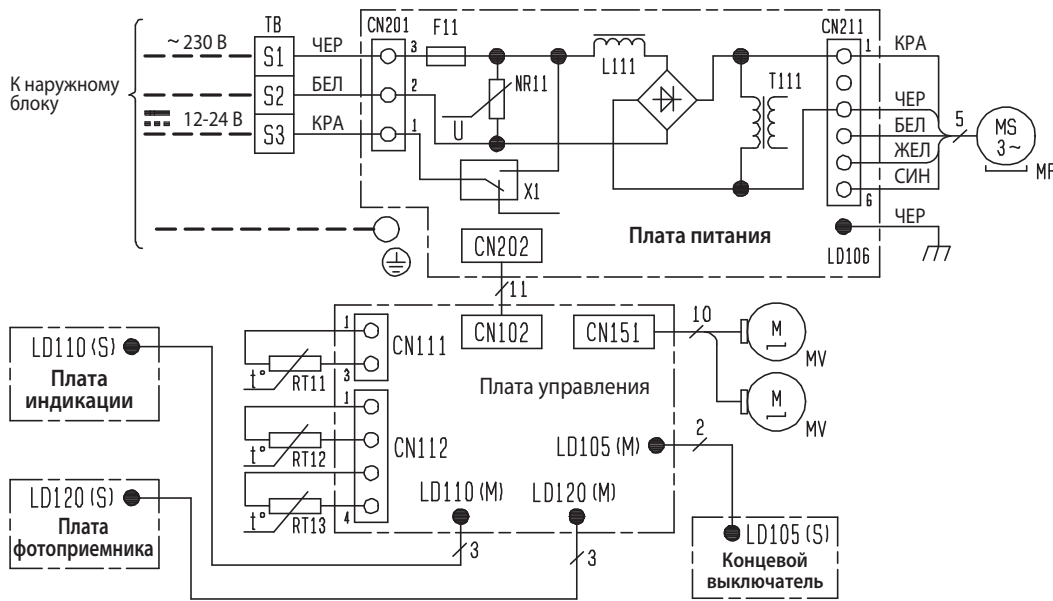 TB
CN201
F11
CN211
~ 230 В
S1
ЧЕР
3
L111
1
КРА
К наружному
блоку
S2
БЕЛ
2
NR11
T111
ЧЕР
12-24 В
S3
КРА
1
U
БЕЛ
5
MS
3~
X1
ЖЕЛ
MF
СИН
6
Плата питания
ЧЕР
LD106
CN202
11
CN102
CN151
10
M
MV
LD110 (S)
Плата
индикации
1
CN111
t°
RT11
3
Плата управления
M
MV
1
CN112
t°
RT12
LD105 (M)
2
LD120 (S)
Плата
фотоприемника
t°
RT13
4
LD110 (M)
LD120 (M)
3
3
LD105 (S)
Концевой
выключатель